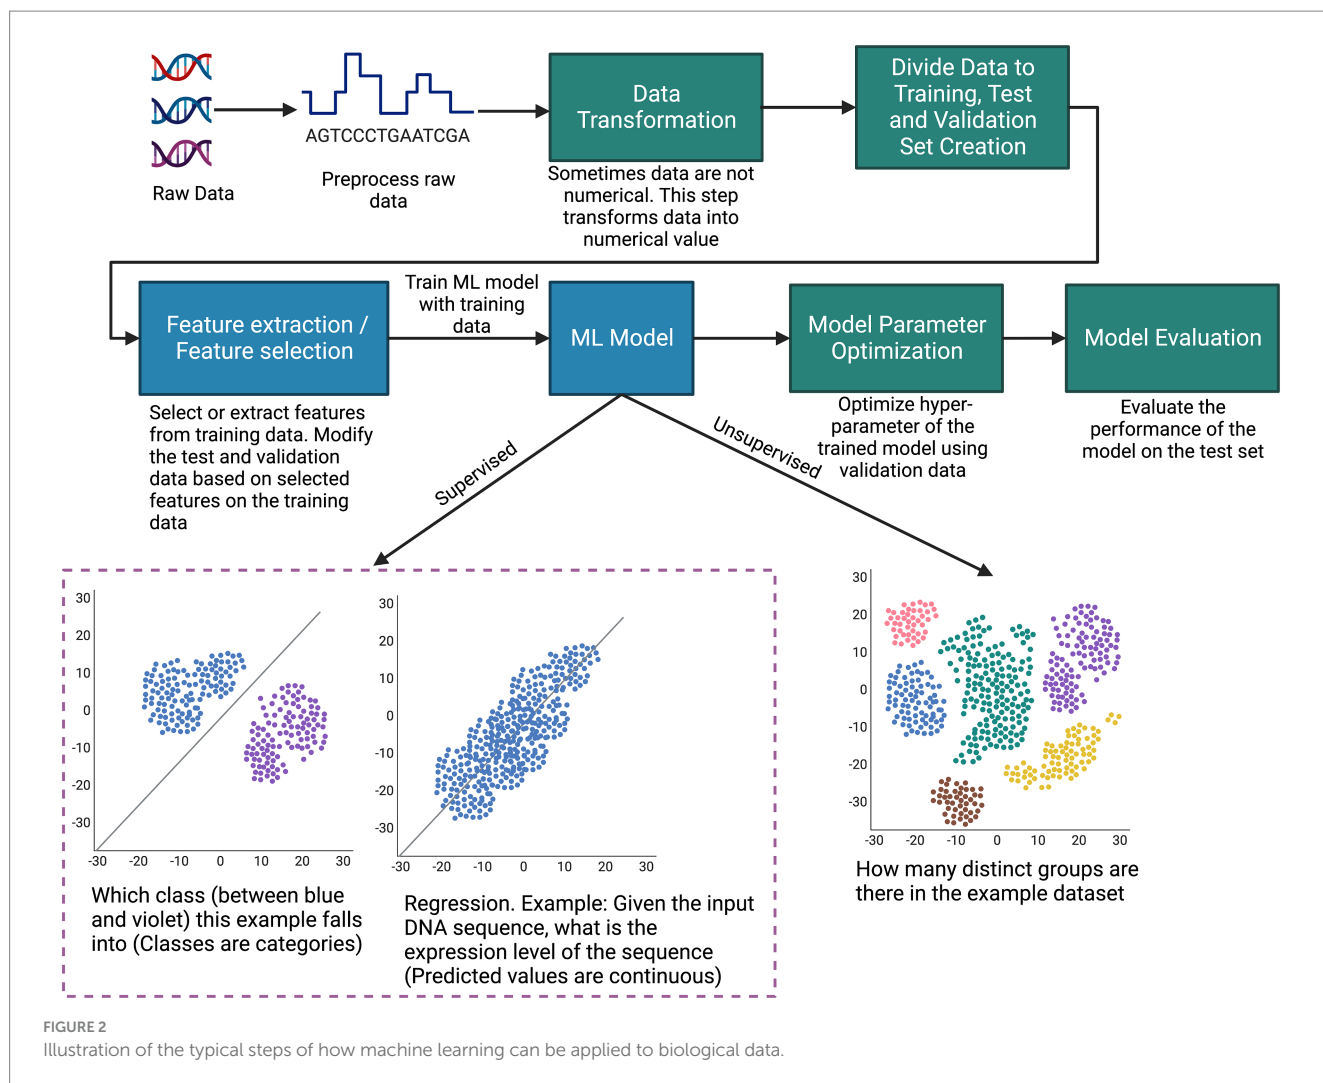 Raw Data
AGTCCCTGAATCGA
Preprocess raw
data
Data
Transformation
Sometimes data are not
numerical. This step
transforms data into
numerical value
Divide Data to
Training, Test
and Validation
Set Creation
Feature extraction /
Feature selection
Select or extract features
from training data. Modify
the test and validation
data based on selected
features on the training
data
Train ML model
with training
data
ML Model
Model Parameter
Optimization
Optimize hyper-
parameter of the
trained model using
validation data
Model Evaluation
Evaluate the
performance of the
model on the test set
Supervised
Unsupervised
30
20
10
0
-10
-20
-30
-30 -20 -10 0 10 20 30
Which class (between blue
and violet) this example falls
into (Classes are categories)
30
20
10
0
-10
-20
-30
-30 -20 -10 0 10 20 30
Regression. Example: Given the input
DNA sequence, what is the
expression level of the sequence
(Predicted values are continuous)
30
20
10
0
-10
-20
-30
-30 -20 -10 0 10 20 30
How many distinct groups are
there in the example dataset
FIGURE 2
Illustration of the typical steps of how machine learning can be applied to biological data.